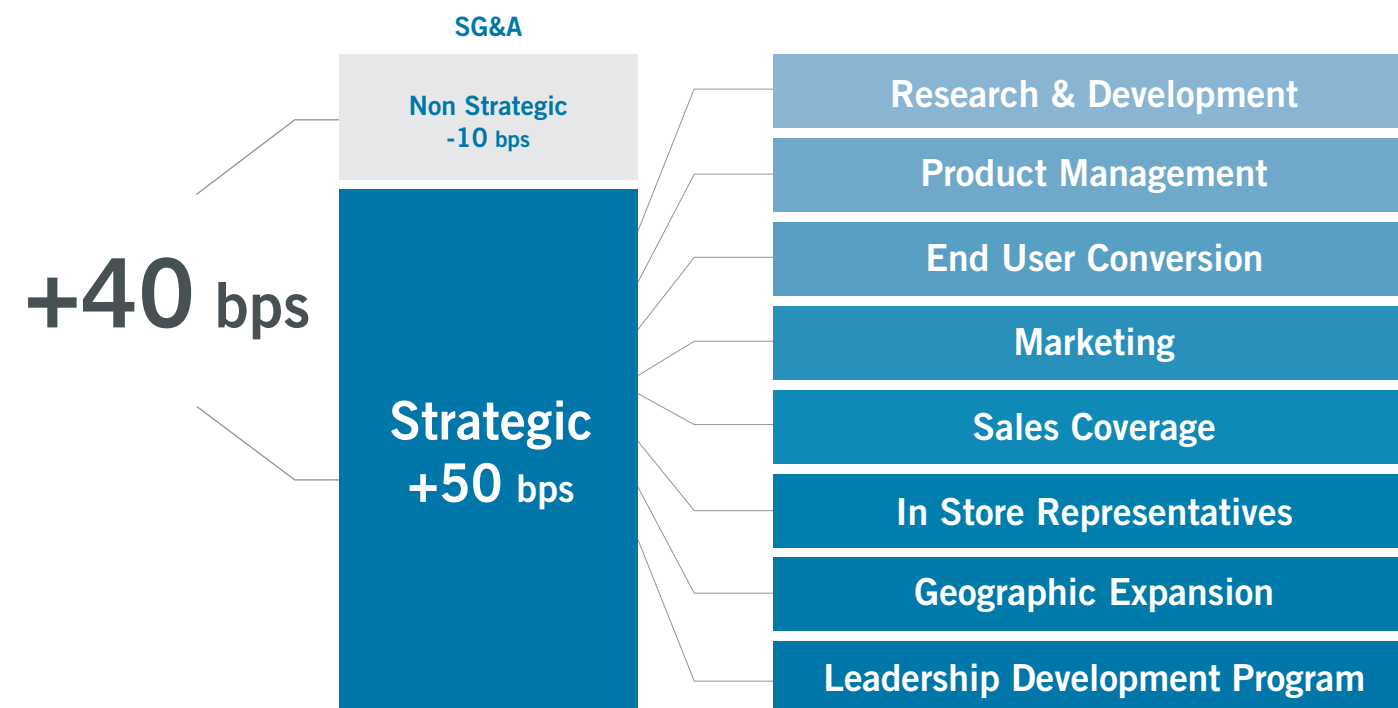 SG&A
Non Strategic
-10 bps
+40 bps
Strategic
+50 bps
Research & Development
Product Management
End User Conversion
Marketing
Sales Coverage
In Store Representatives
Geographic Expansion
Leadership Development Program